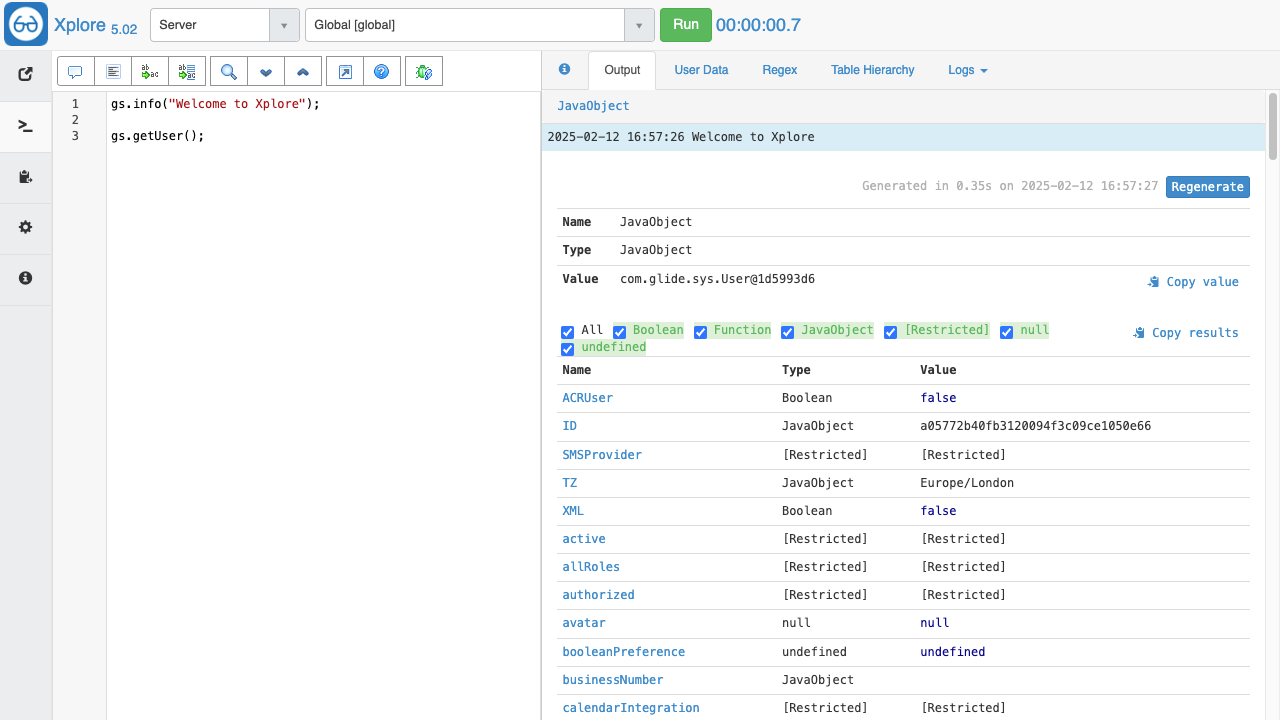 Xplore 5.02 Server Global [global] Run 00:00:00.7
Output User Data Regex Table Hierarchy Logs
1 gs.info("Welcome to Xplore");
2
3 gs.getUser();
JavaObject
2025-02-12 16:57:26 Welcome to Xplore
Generated in 0.35s on 2025-02-12 16:57:27 Regenerate
Name JavaObject
Type JavaObject
Value com.glide.sys.User@1d5993d6 Copy value
All Boolean Function JavaObject [Restricted] null Copy results
undefined
Name Type Value
ACRUser Boolean false
ID JavaObject a05772b40fb3120094f3c09ce1050e66
SMSProvider [Restricted] [Restricted]
TZ JavaObject Europe/London
XML Boolean false
active [Restricted] [Restricted]
allRoles [Restricted] [Restricted]
authorized [Restricted] [Restricted]
avatar null null
booleanPreference undefined undefined
businessNumber JavaObject
calendarIntegration [Restricted] [Restricted]